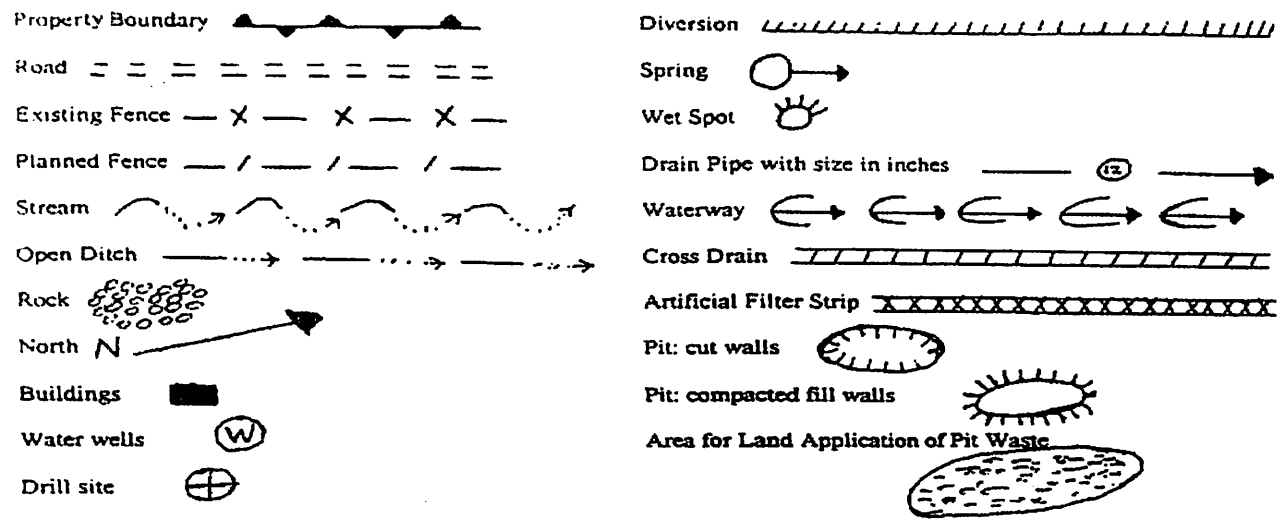 Property Boundary
Road
Existing Fence
Planned Fence
Stream
Open Ditch
Rock
North N
Buildings
Water wells W
Drill site
Diversion
Spring
Wet Spot
Drain Pipe with size in inches 12
Waterway
Cross Drain
Artificial Filter Strip
Pit: cut walls
Pit: compacted fill walls
Area for Land Application of Pit Waste